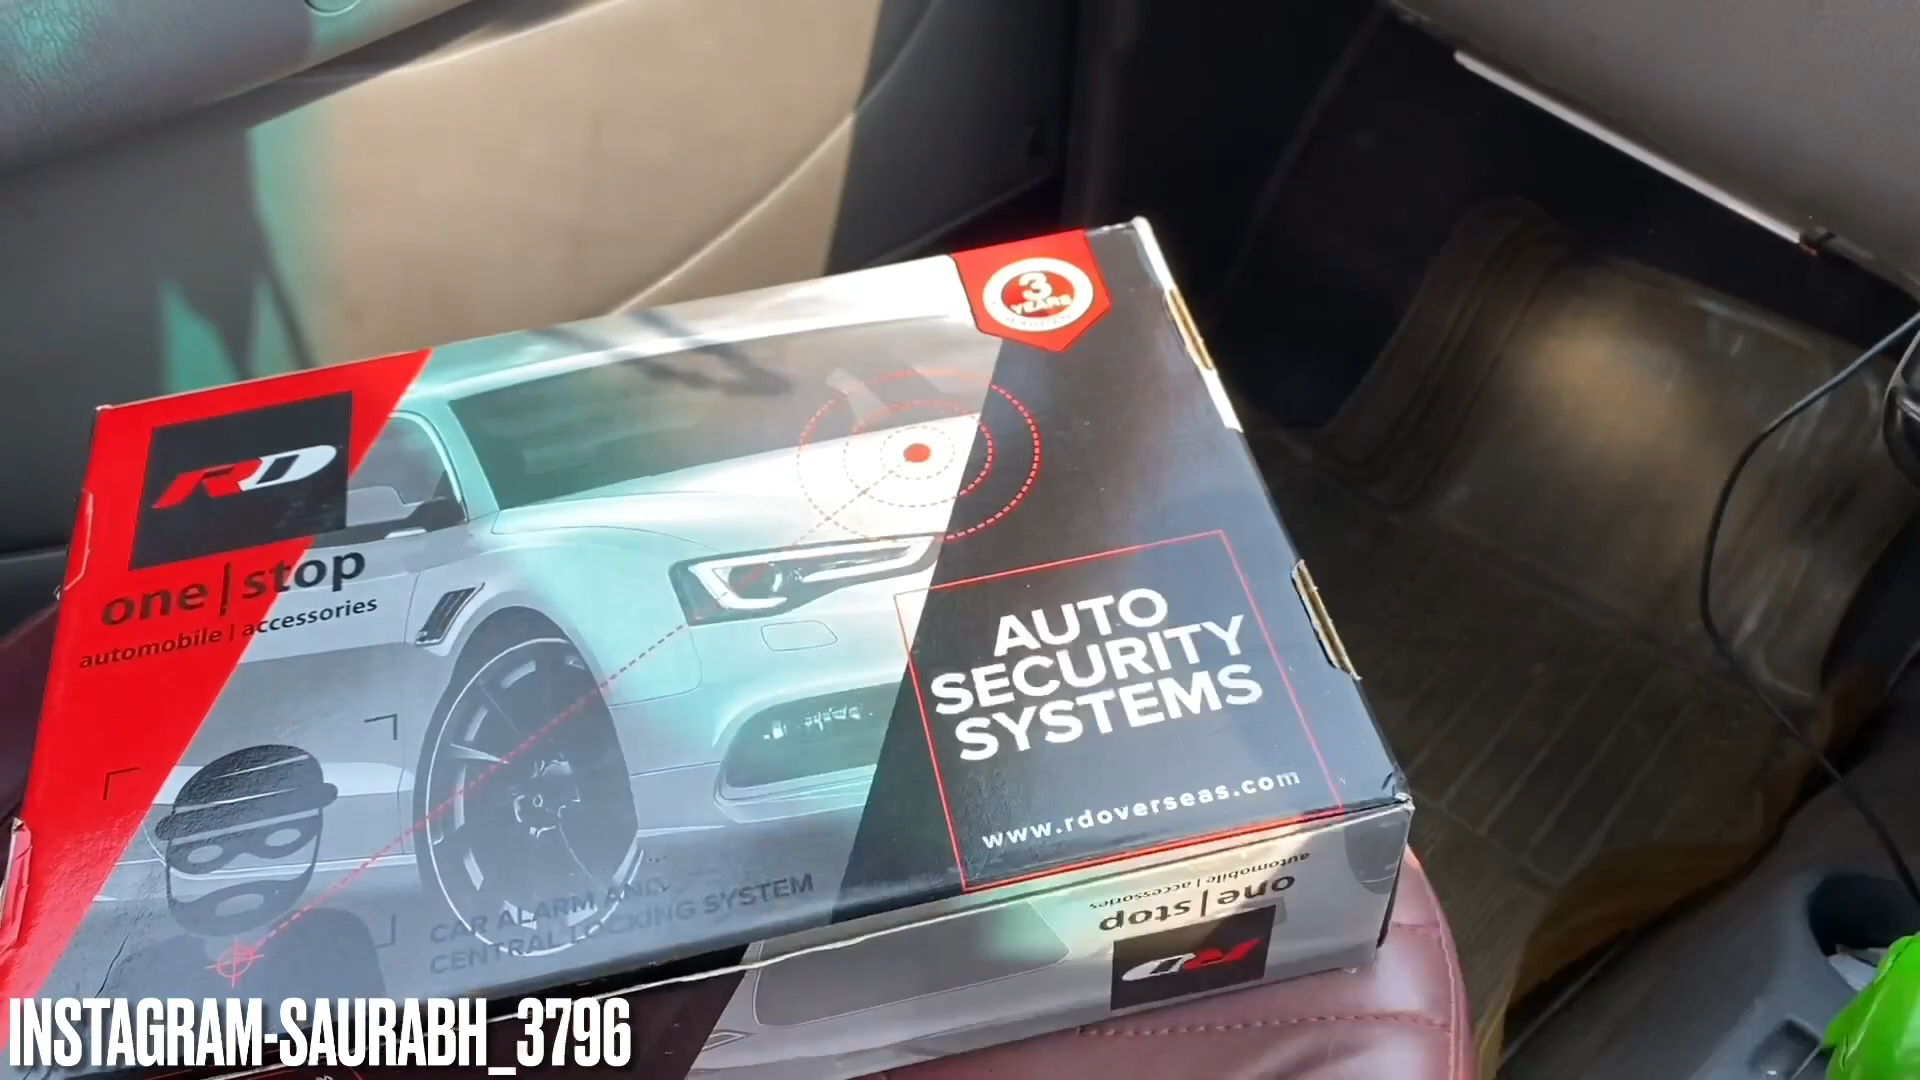 3
YEARS
RD
one|stop
automobile | accessories
AUTO
SECURITY
SYSTEMS
www.rdoverseas.com
CAR ALARM AND
CENTRAL LOCKING SYSTEM
automobile | accessories
one|stop
RD
INSTAGRAM-SAURABH_3796